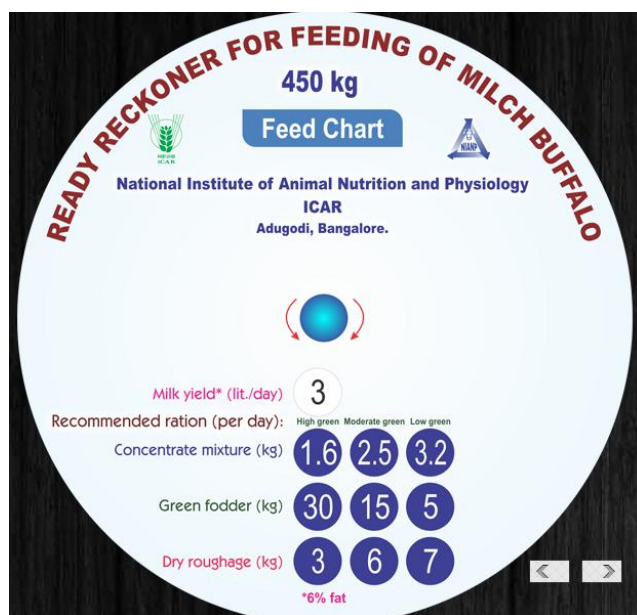 READY RECKONER FOR FEEDING OF MILCH BUFFALO
450 kg
Feed Chart
ICAR
NIANP
National Institute of Animal Nutrition and Physiology
ICAR
Adugodi, Bangalore.
Milk yield* (lit./day) 3
Recommended ration (per day): High green Moderate green Low green
Concentrate mixture (kg) 1.6 2.5 3.2
Green fodder (kg) 30 15 5
Dry roughage (kg) 3 6 7
*6% fat